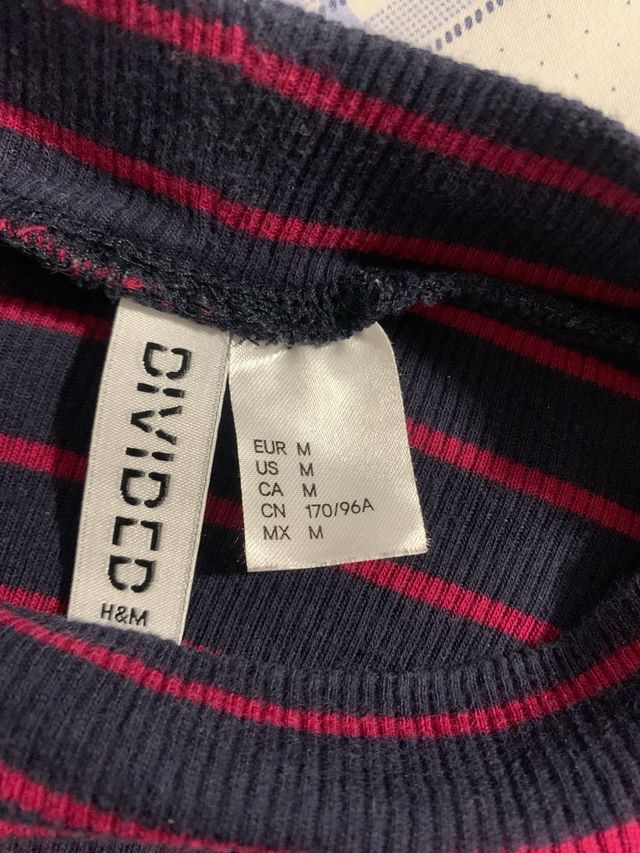 DIVIDED
H&M
EUR M
US M
CA M
CN 170/96A
MX M